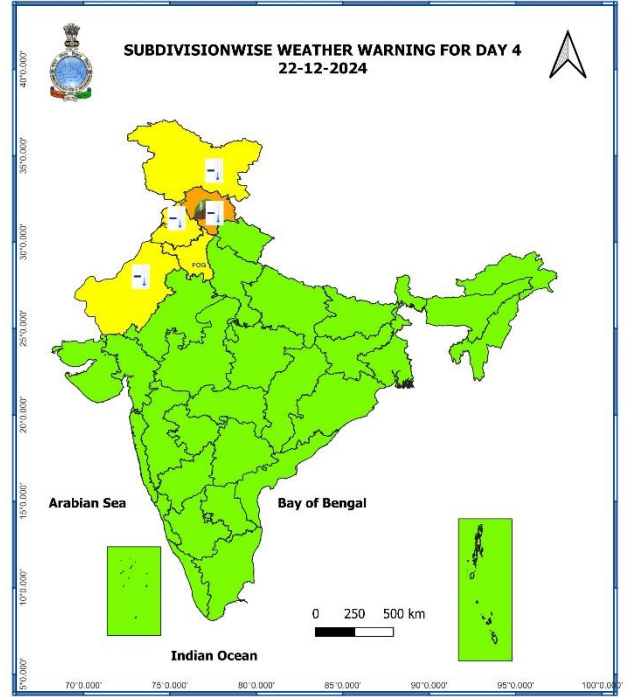 SUBDIVISIONWISE WEATHER WARNING FOR DAY 4
22-12-2024
40°0.000'
35°0.000'
30°0.000'
25°0.000'
20°0.000'
15°0.000'
10°0.000'
5°0.000'
FOG
Arabian Sea
Bay of Bengal
0 250 500 km
Indian Ocean
70°0.000' 75°0.000' 80°0.000' 85°0.000' 90°0.000' 95°0.000' 100°0.000'